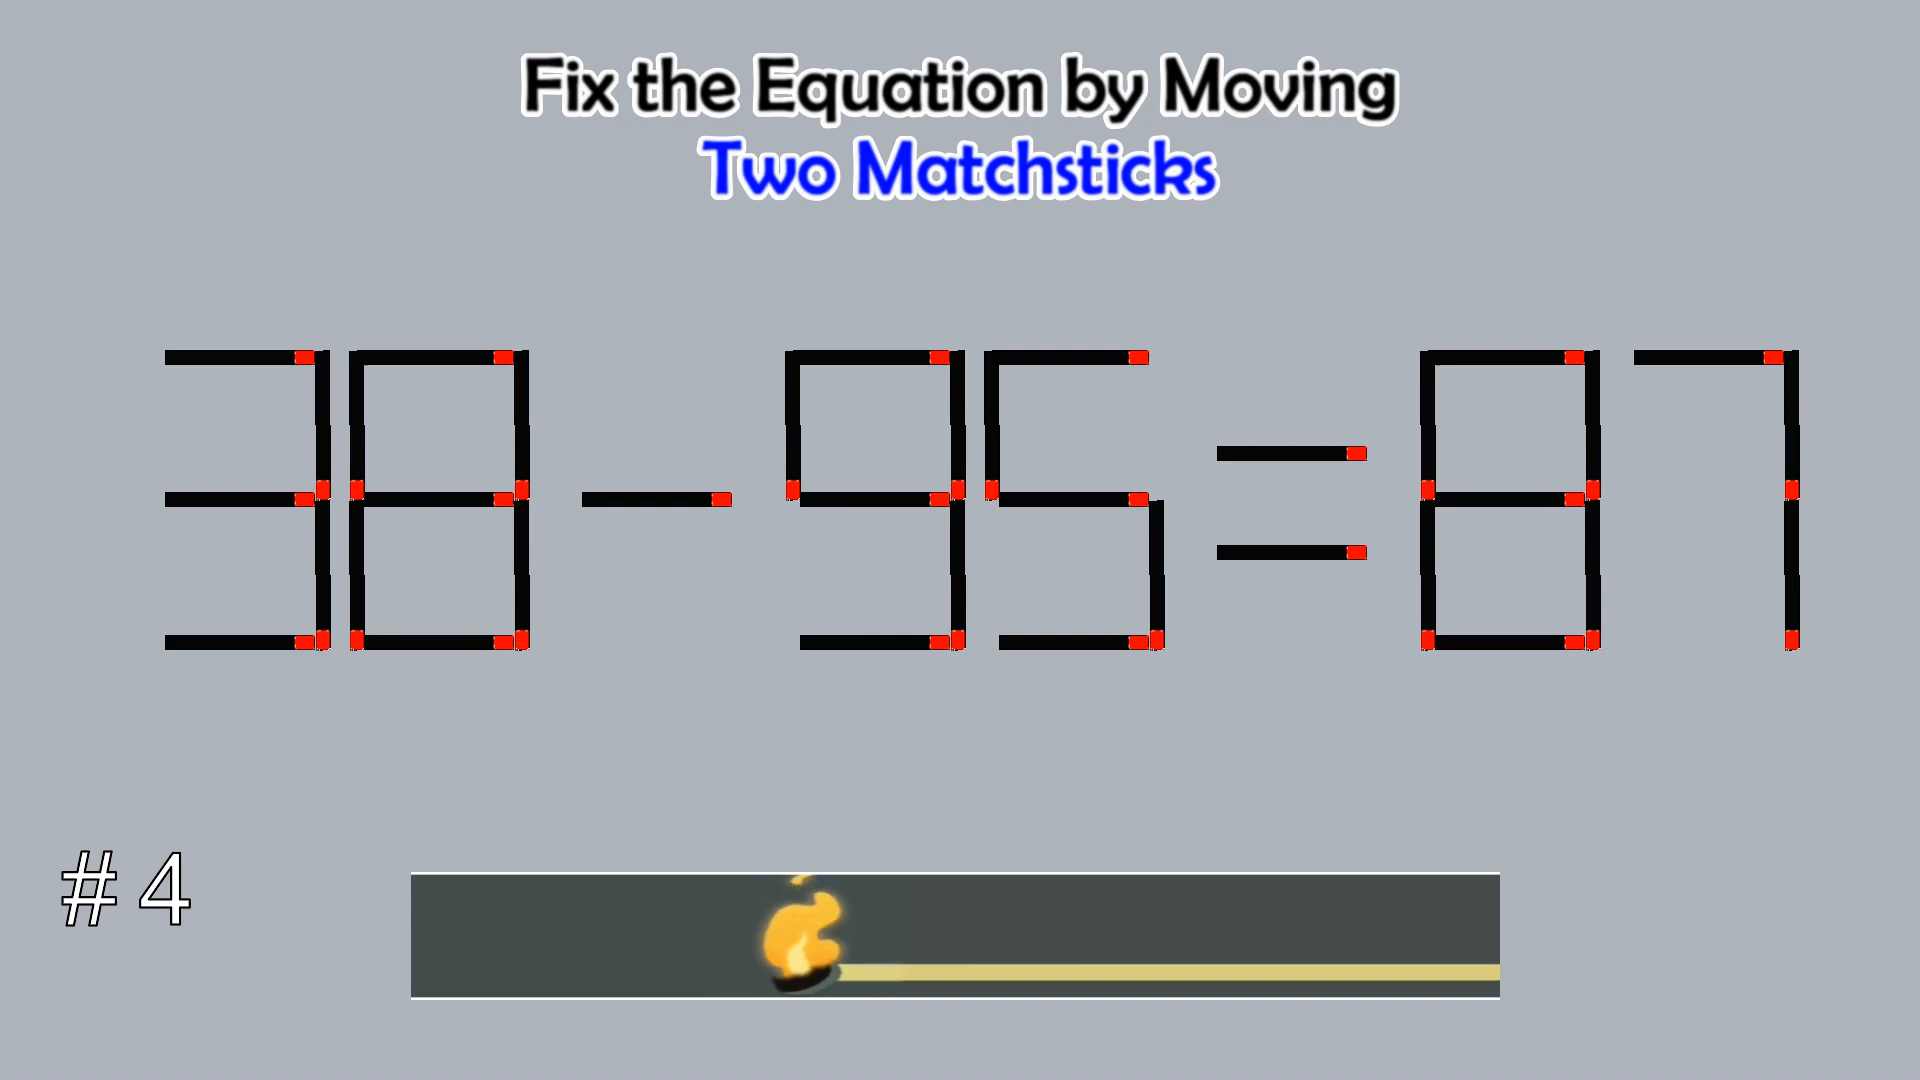 Fix the Equation by Moving
Two Matchsticks
38-95=87
#4